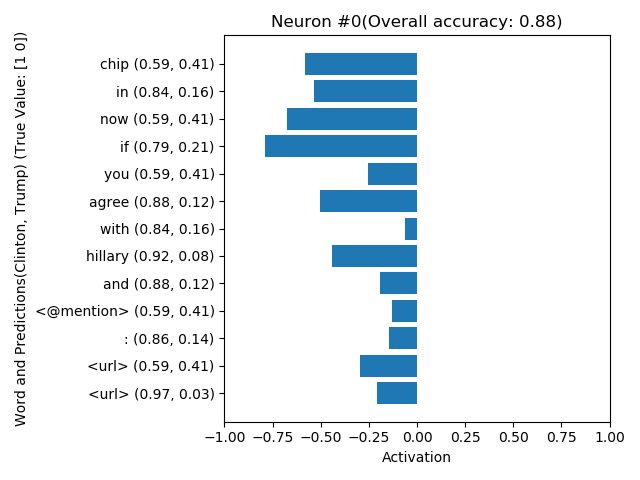 Neuron #0(Overall accuracy: 0.88)
Word and Predictions(Clinton, Trump) (True Value: [1 0])
chip (0.59, 0.41)
in (0.84, 0.16)
now (0.59, 0.41)
if (0.79, 0.21)
you (0.59, 0.41)
agree (0.88, 0.12)
with (0.84, 0.16)
hillary (0.92, 0.08)
and (0.88, 0.12)
<@mention> (0.59, 0.41)
: (0.86, 0.14)
<url> (0.59, 0.41)
<url> (0.97, 0.03)
−1.00 −0.75 −0.50 −0.25 0.00 0.25 0.50 0.75 1.00
Activation